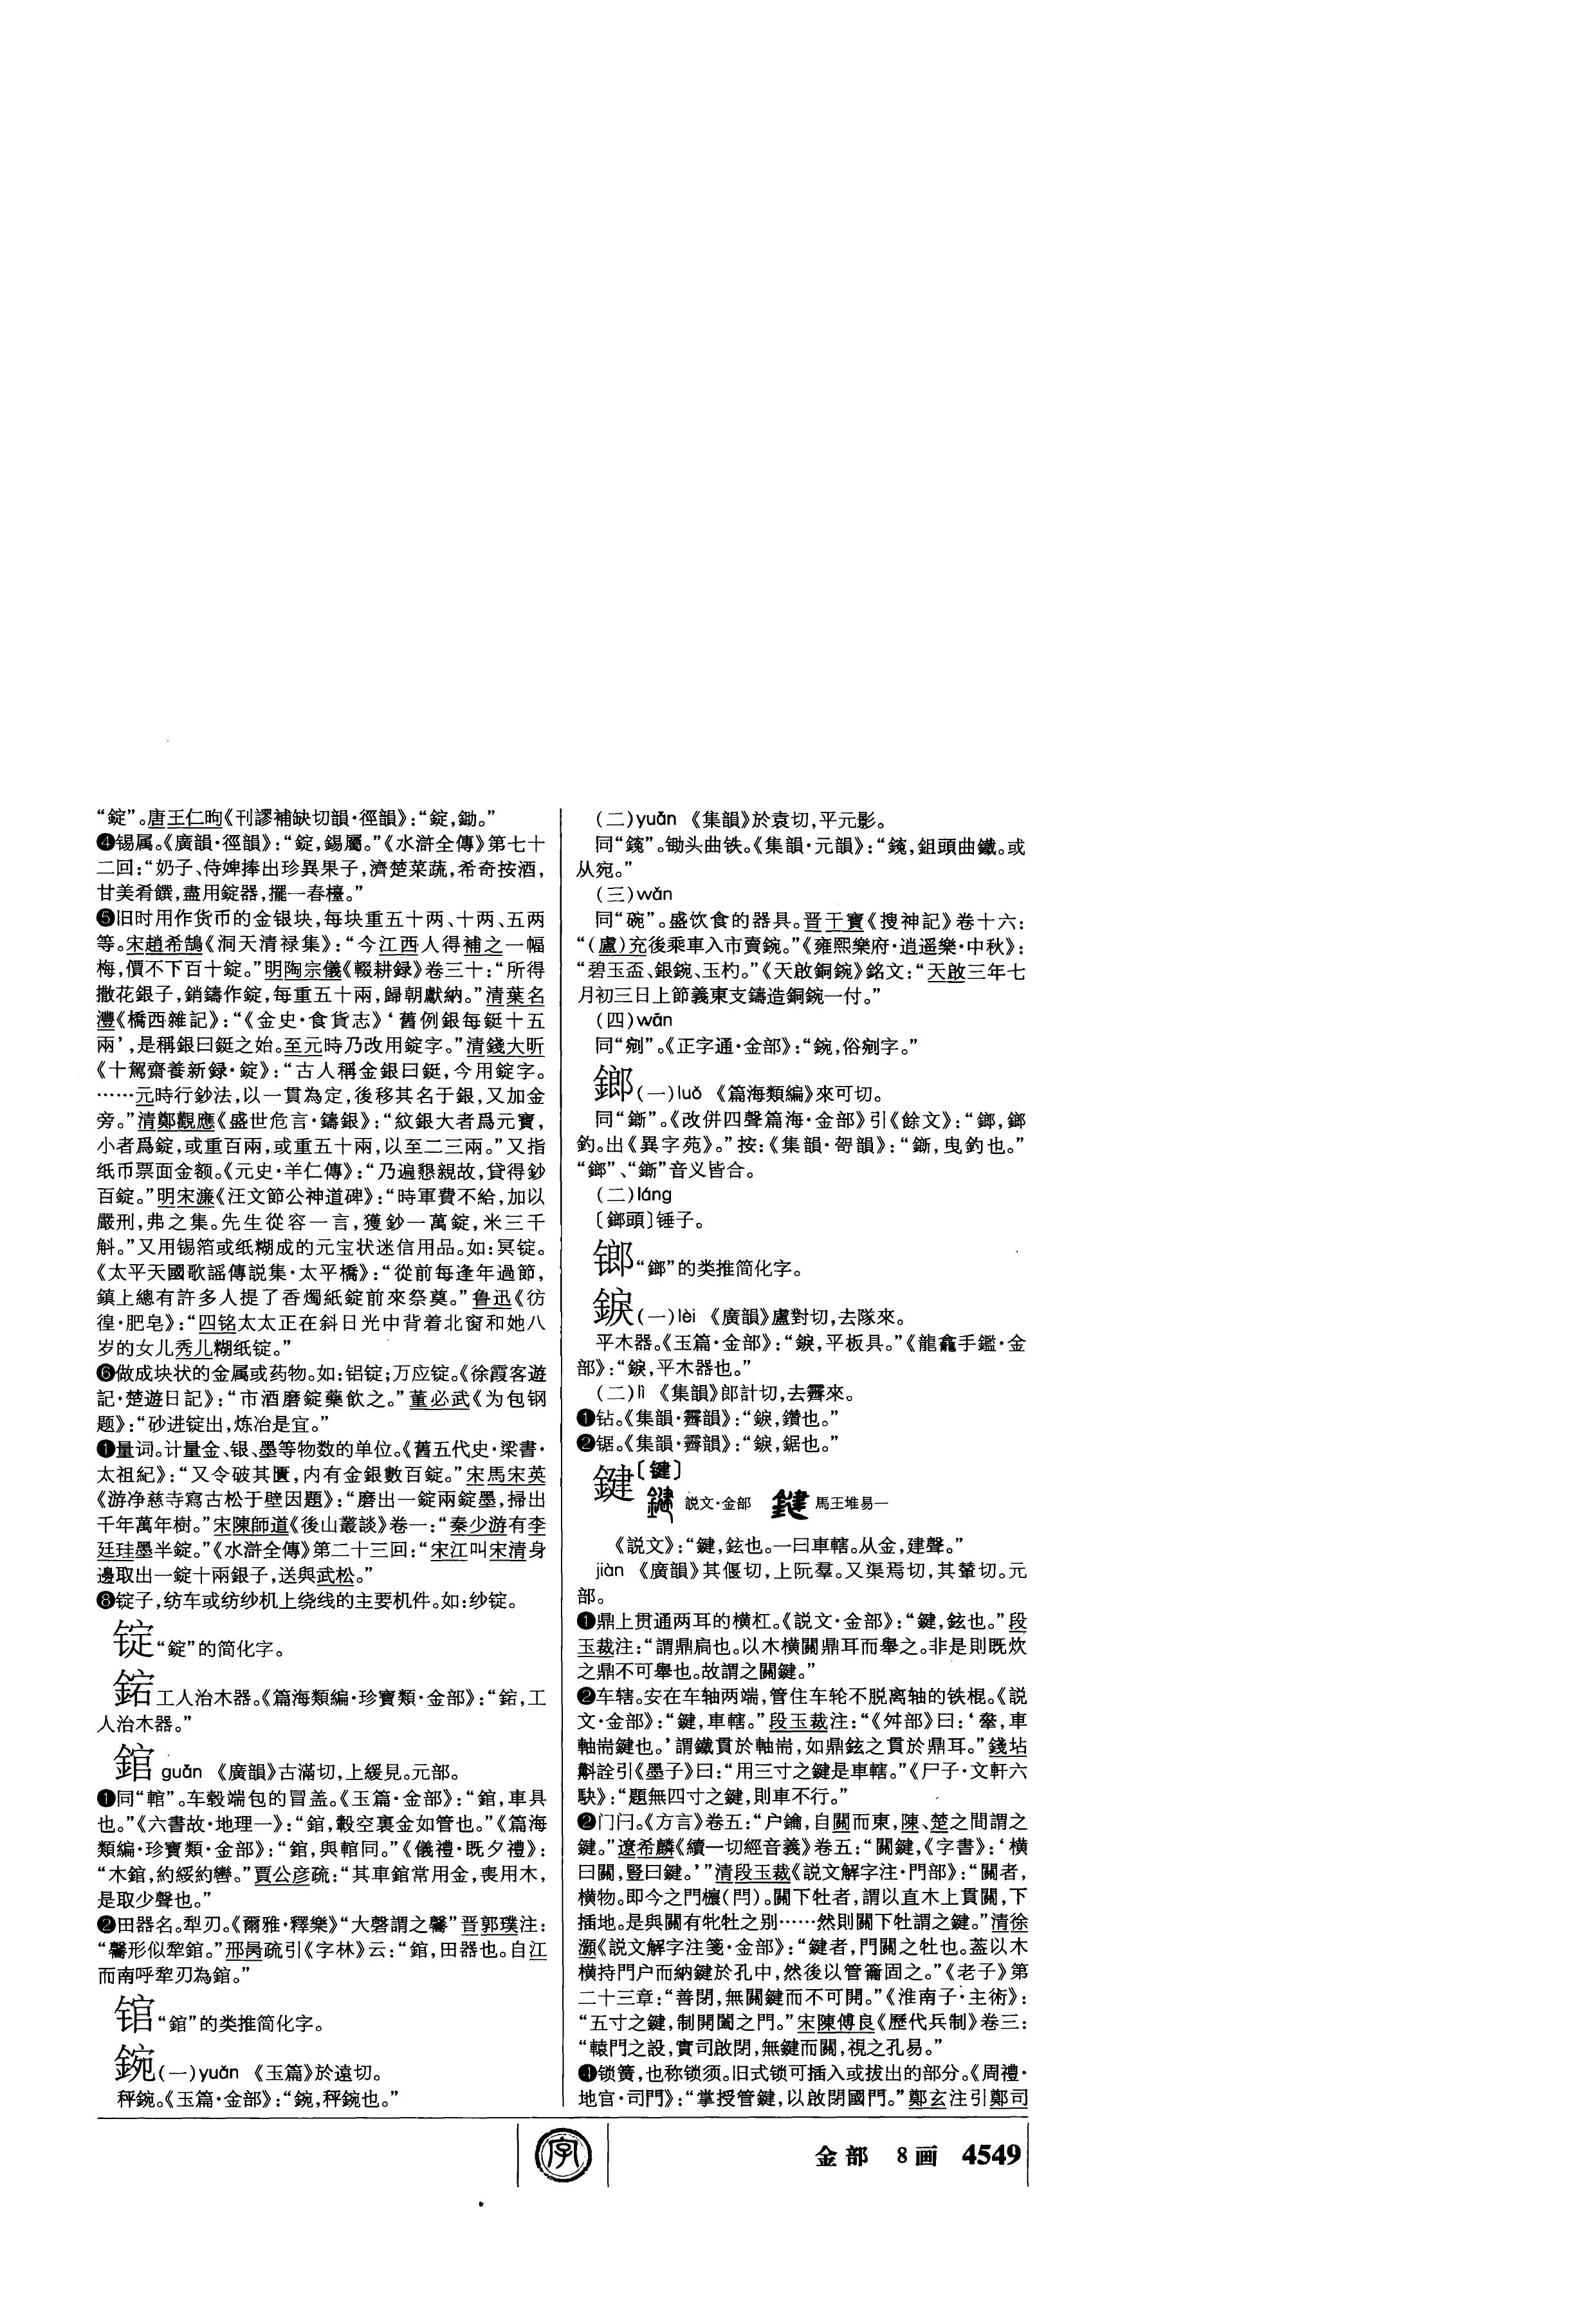 “錠”。唐王仁昫《刊謬補缺切韻·徑韻》：“錠，鋤。”
❹锡属。《廣韻·徑韻》：“錠，錫屬。”《水滸全傳》第七十
二回：“奶子、侍婢捧出珍異果子，濟楚菜蔬，希奇按酒，
甘美肴饌，盡用錠器，擺一春檯。”
❺旧时用作货币的金银块，每块重五十两、十两、五两
等。宋趙希鵠《洞天清禄集》：“今江西人得補之一幅
梅，價不下百十錠。”明陶宗儀《輟耕録》卷三十：“所得
撒花銀子，銷鑄作錠，每重五十兩，歸朝獻納。”清葉名
灃《橋西雜記》：“《金史·食貨志》‘舊例銀每鋌十五
兩’，是稱銀曰鋌之始。至元時乃改用錠字。”清錢大昕
《十駕齋養新録·錠》：“古人稱金銀曰鋌，今用錠字。
……元時行鈔法，以一貫為定，後移其名于銀，又加金
旁。”清鄭觀應《盛世危言·鑄銀》：“紋銀大者爲元寶，
小者爲錠，或重百兩，或重五十兩，以至二三兩。”又指
纸币票面金额。《元史·羊仁傳》：“乃遍懇親故，貸得鈔
百錠。”明宋濂《汪文節公神道碑》：“時軍費不給，加以
嚴刑，弗之集。先生從容一言，獲鈔一萬錠，米三千
斛。”又用锡箔或纸糊成的元宝状迷信用品。如：冥锭。
《太平天國歌謡傳説集·太平橋》：“從前每逢年過節，
鎮上總有許多人提了香燭紙錠前來祭奠。”鲁迅《彷
徨·肥皂》：“四铭太太正在斜日光中背着北窗和她八
岁的女儿秀儿糊纸锭。”
❻做成块状的金属或药物。如：铝锭；万应锭。《徐霞客遊
記·楚遊日記》：“市酒磨錠藥飲之。”董必武《为包钢
题》：“砂进锭出，炼冶是宜。”
❶量词。计量金、银、墨等物数的单位。《舊五代史·梁書·
太祖紀》：“又令破其匱，内有金銀數百錠。”宋馬宋英
《游净慈寺寫古松于壁因題》：“磨出一錠兩錠墨，掃出
千年萬年樹。”宋陳師道《後山叢談》卷一：“秦少游有李
廷珪墨半錠。”《水滸全傳》第二十三回：“宋江叫宋清身
邊取出一錠十兩銀子，送與武松。”
❽锭子，纺车或纺纱机上绕线的主要机件。如：纱锭。
锭“錠”的简化字。
鍩工人治木器。《篇海類編·珍寶類·金部》：“鍩，工
人治木器。”
錧 guǎn 《廣韻》古滿切，上緩見。元部。
❶同“輨”。车毂端包的冒盖。《玉篇·金部》：“錧，車具
也。”《六書故·地理一》：“錧，轂空裏金如管也。”《篇海
類編·珍寶類·金部》：“錧，與輨同。”《儀禮·既夕禮》：
“木錧，約綏約轡。”賈公彦疏：“其車錧常用金，喪用木，
是取少聲也。”
❷田器名。犁刃。《爾雅·釋樂》“大磬謂之毊”晋郭璞注：
“毊形似犂錧。”邢昺疏引《字林》云：“錧，田器也。自江
而南呼犂刃為錧。”
𫓸“錧”的类推简化字。
鋺(一)yuǎn 《玉篇》於遠切。
秤鋺。《玉篇·金部》：“鋺，秤鋺也。”
(二)yuǎn 《集韻》於袁切，平元影。
同“䥉”。锄头曲铁。《集韻·元韻》：“䥉，鉏頭曲鐵。或
从宛。”
(三)wǎn
同“碗”。盛饮食的器具。晋干寶《搜神記》卷十六：
“(盧)充後乘車入市賣鋺。”《雍熙樂府·逍遥樂·中秋》：
“碧玉盃、銀鋺、玉杓。”《天啟銅鋺》銘文：“天啟三年七
月初三日上節義東支鑄造銅鋺一付。”
(四)wān
同“剜”。《正字通·金部》：“鋺，俗剜字。”
鎯(一)luǒ 《篇海類編》來可切。
同“鏩”。《改併四聲篇海·金部》引《餘文》：“鎯，鎯
釣。出《異字苑》。”按：《集韻·哿韻》：“鏩，曳釣也。”
“鎯”、“鏩”音义皆合。
(二)láng
〔鎯頭〕锤子。
锒“鎯”的类推简化字。
錑(一)lèi 《廣韻》盧對切，去隊來。
平木器。《玉篇·金部》：“錑，平板具。”《龍龕手鑑·金
部》：“錑，平木器也。”
(二)lì 《集韻》郎計切，去霽來。
❶钻。《集韻·霽韻》：“錑，鑽也。”
❷锯。《集韻·霽韻》：“錑，鋸也。”
鍵〔键〕
説文·金部 馬王堆易一
《説文》：“鍵，鉉也。一曰車轄。从金，建聲。”
jiàn 《廣韻》其偃切，上阮羣。又渠焉切，其輦切。元
部。
❶鼎上贯通两耳的横杠。《説文·金部》：“鍵，鉉也。”段
玉裁注：“謂鼎扃也。以木横關鼎耳而舉之。非是則既炊
之鼎不可舉也。故謂之關鍵。”
❷车辖。安在车轴两端，管住车轮不脱离轴的铁棍。《説
文·金部》：“鍵，車轄。”段玉裁注：“《舛部》曰：‘舝，車
軸耑鍵也。’謂鐵貫於軸耑，如鼎鉉之貫於鼎耳。”錢坫
斠詮引《墨子》曰：“用三寸之鍵是車轄。”《尸子·文軒六
駃》：“題無四寸之鍵，則車不行。”
❷门闩。《方言》卷五：“户鑰，自關而東，陳、楚之間謂之
鍵。”遼希麟《續一切經音義》卷五：“關鍵，《字書》：‘横
曰關，豎曰鍵。’”清段玉裁《説文解字注·門部》：“關者，
横物。即今之門櫦(閂)。關下牡者，謂以直木上貫關，下
插地。是與關有牝牡之别……然則關下牡謂之鍵。”清徐
灝《説文解字注箋·金部》：“鍵者，門關之牡也。葢以木
横持門户而納鍵於孔中，然後以管籥固之。”《老子》第
二十三章：“善閉，無關鍵而不可開。”《淮南子·主術》：
“五寸之鍵，制開闔之門。”宋陳傅良《歷代兵制》卷三：
“轅門之設，實司啟閉，無鍵而關，視之孔易。”
❹锁簧，也称锁须。旧式锁可插入或拔出的部分。《周禮·
地官·司門》：“掌授管鍵，以啟閉國門。”鄭玄注引鄭司
字
金部 8画 4549